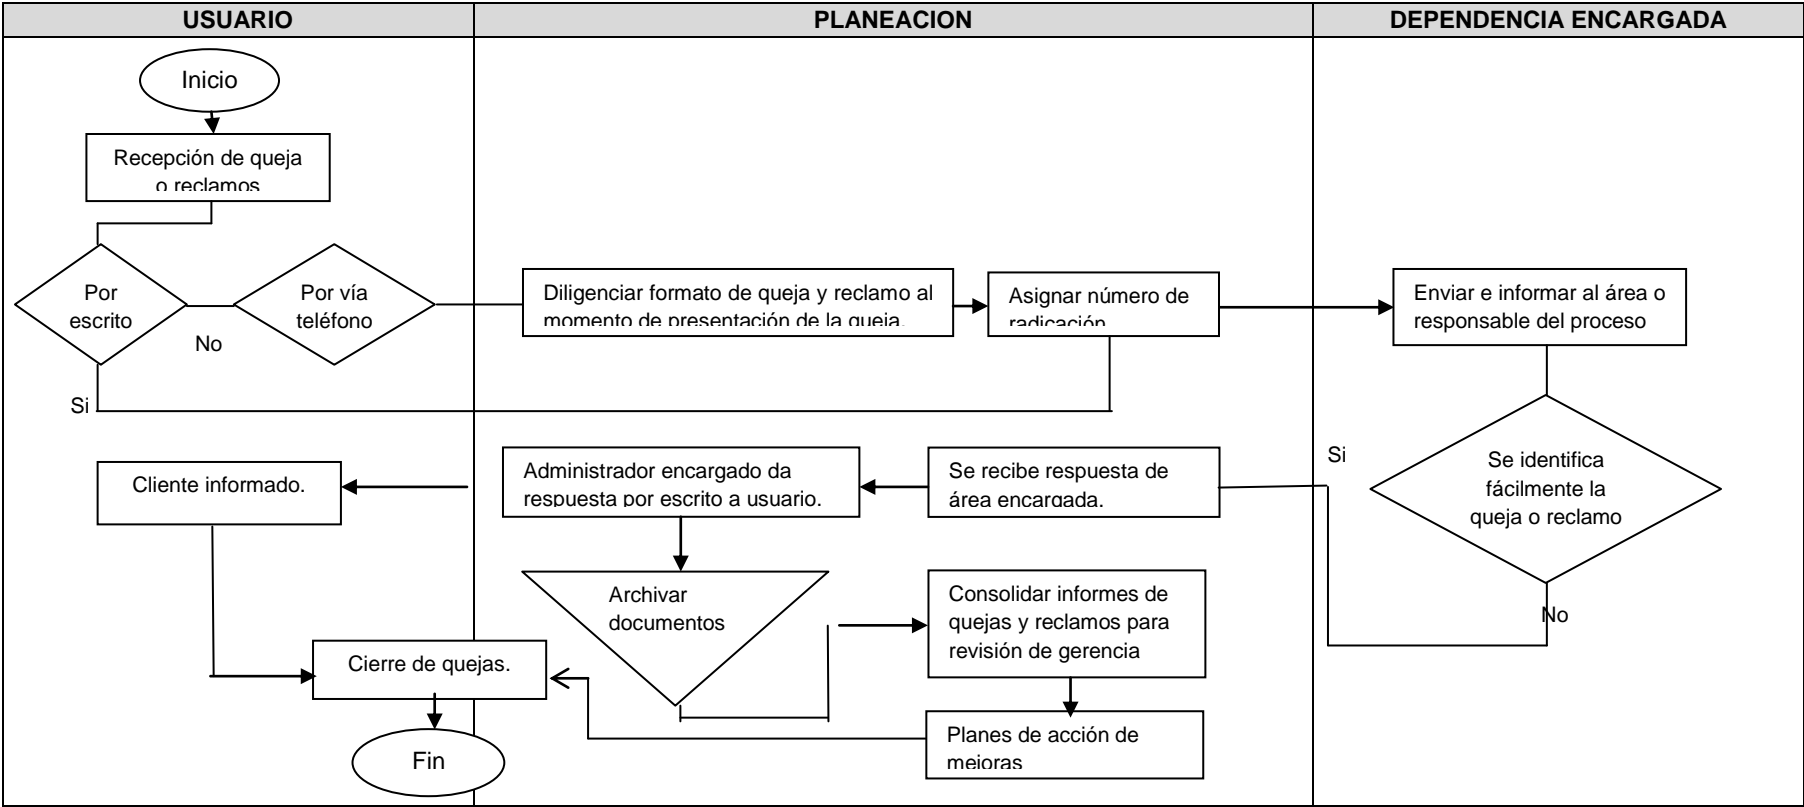 USUARIO
PLANEACION
DEPENDENCIA ENCARGADA
Inicio
Recepción de queja
o reclamos
Por
escrito
No
Por vía
teléfono
Si
Diligenciar formato de queja y reclamo al
momento de presentación de la queja.
Asignar número de
radicación
Enviar e informar al área o
responsable del proceso
Se identifica
fácilmente la
queja o reclamo
Si
No
Se recibe respuesta de
área encargada.
Administrador encargado da
respuesta por escrito a usuario.
Cliente informado.
Archivar
documentos
Consolidar informes de
quejas y reclamos para
revisión de gerencia
Planes de acción de
mejoras
Cierre de quejas.
Fin